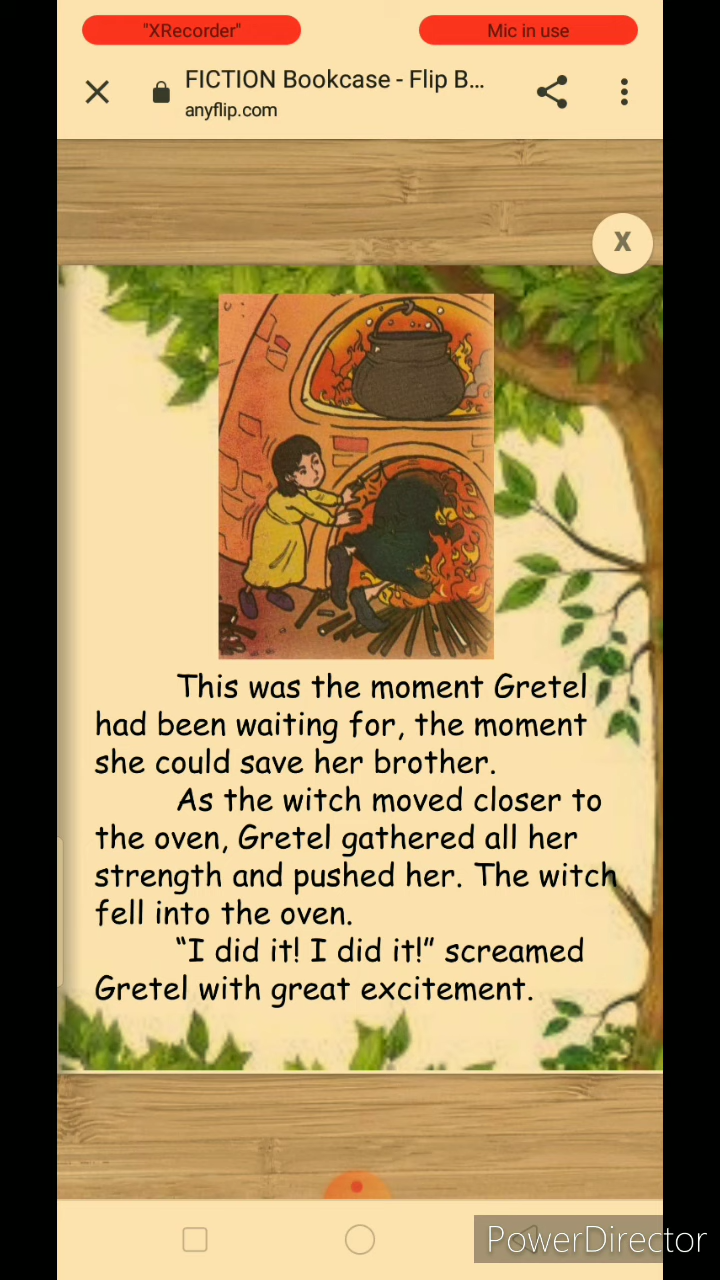 "XRecorder"
Mic in use
FICTION Bookcase - Flip B...
anyflip.com
X
This was the moment Gretel
had been waiting for, the moment
she could save her brother.
As the witch moved closer to
the oven, Gretel gathered all her
strength and pushed her. The witch
fell into the oven.
“I did it! I did it!” screamed
Gretel with great excitement.
PowerDirector